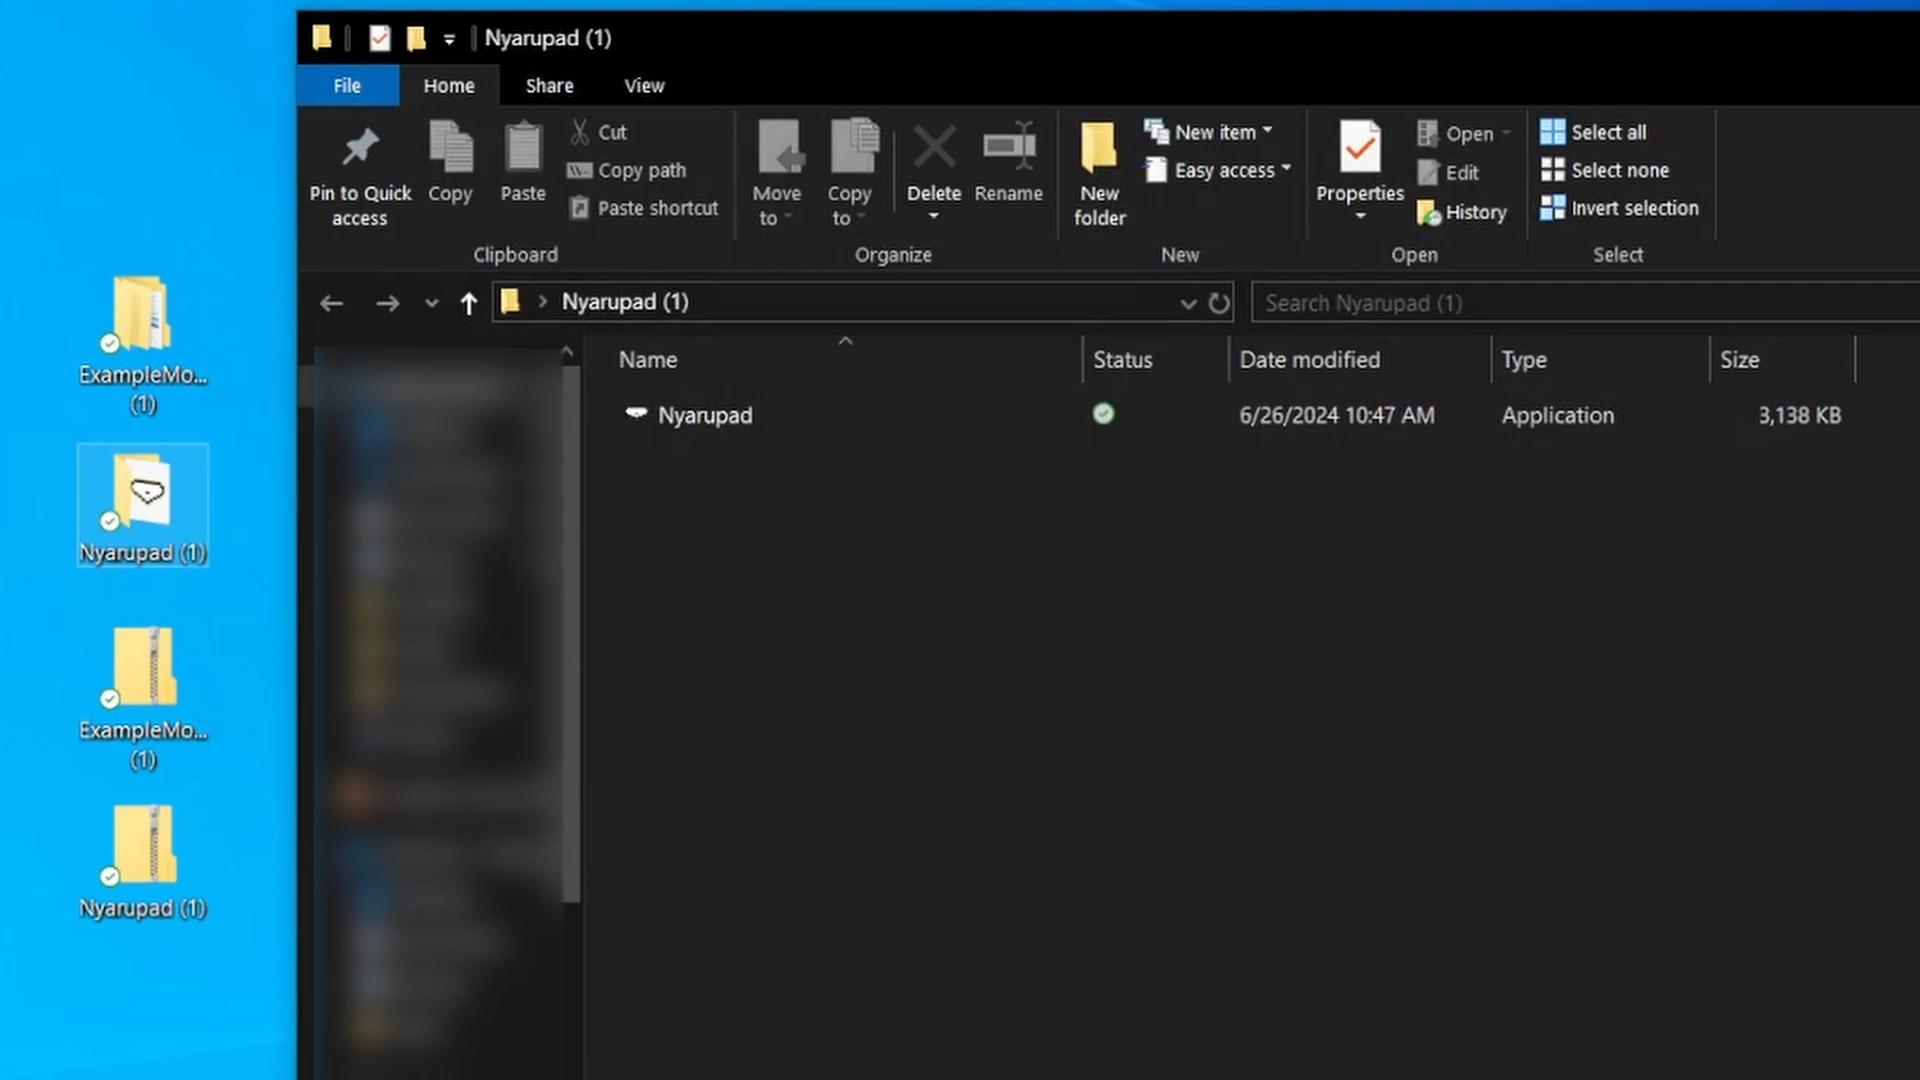 Nyarupad (1)
File Home Share View
Pin to Quick access
Copy
Paste
Cut
Copy path
Paste shortcut
Clipboard
Move to
Copy to
Delete
Rename
Organize
New folder
New item
Easy access
New
Properties
Open
Edit
History
Open
Select all
Select none
Invert selection
Select
Nyarupad (1)
Search Nyarupad (1)
Name Status Date modified Type Size
Nyarupad 6/26/2024 10:47 AM Application 3,138 KB
ExampleMo...
(1)
Nyarupad (1)
ExampleMo...
(1)
Nyarupad (1)